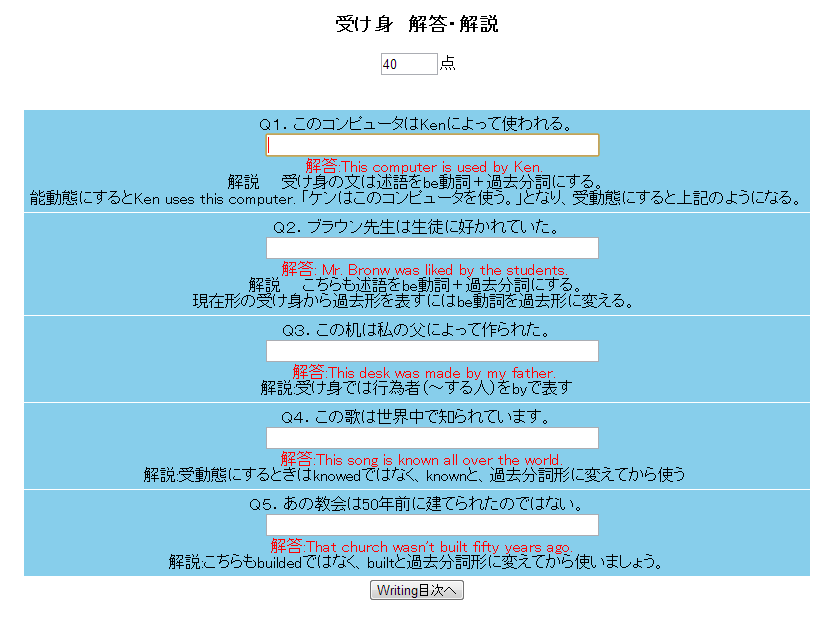 受け身　解答・解説
40 点
Q1. このコンピュータはKenによって使われる。
解答:This computer is used by Ken.
解説　受け身の文は述語をbe動詞＋過去分詞にする。
能動態にするとKen uses this computer.「ケンはこのコンピュータを使う。」となり、受動態にすると上記のようになる。
Q2. ブラウン先生は生徒に好かれていた。
解答: Mr. Bronw was liked by the students.
解説　こちらも述語をbe動詞＋過去分詞にする。
現在形の受け身から過去形を表すにはbe動詞を過去形に変える。
Q3. この机は私の父によって作られた。
解答:This desk was made by my father.
解説:受け身では行為者（～する人）をbyで表す
Q4. この歌は世界中で知られています。
解答:This song is known all over the world.
解説:受動態にするときはknowedではなく、knownと、過去分詞形に変えてから使う
Q5. あの教会は50年前に建てられたのではない。
解答:That church wasn't built fifty years ago.
解説:こちらもbuildedではなく、builtと過去分詞形に変えてから使いましょう。
Writing目次へ